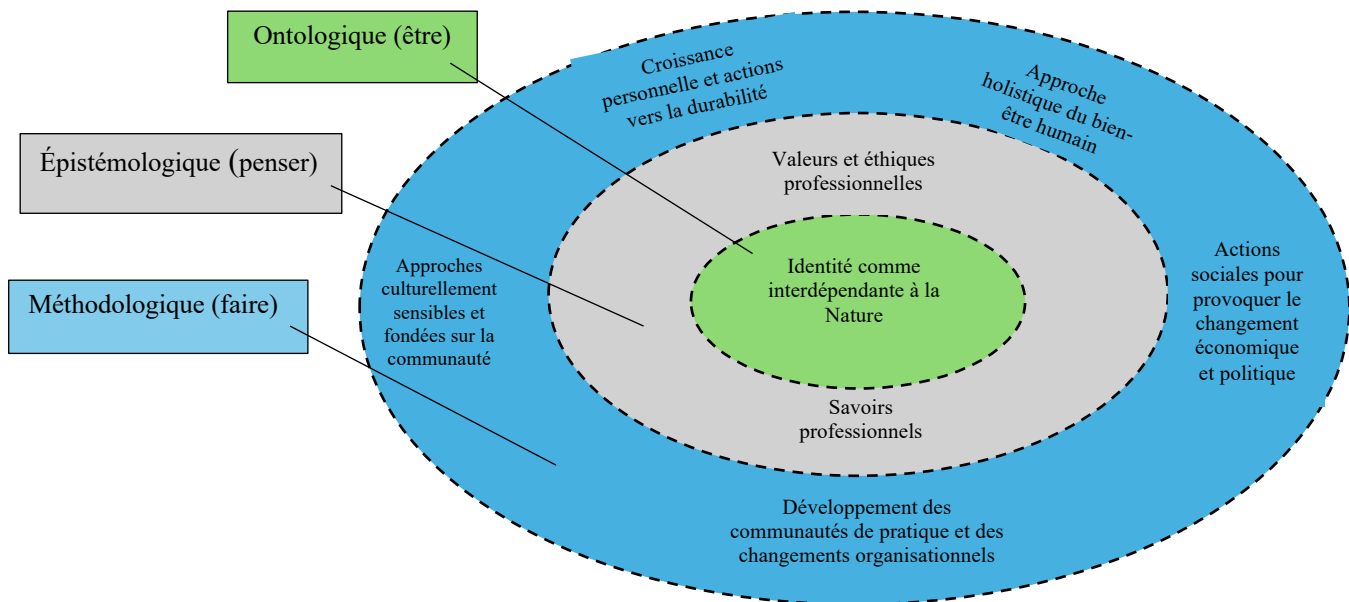 Ontologique (être)
Épistémologique (penser)
Méthodologique (faire)
Croissance
personnelle et actions
vers la durabilité
Approche
holistique du bien-
être humain
Valeurs et éthiques
professionnelles
Identité comme
interdépendante à la
Nature
Savoirs
professionnels
Approches
culturellement
sensibles et
fondées sur la
communauté
Actions
sociales pour
provoquer le
changement
économique
et politique
Développement des
communautés de pratique et des
changements organisationnels